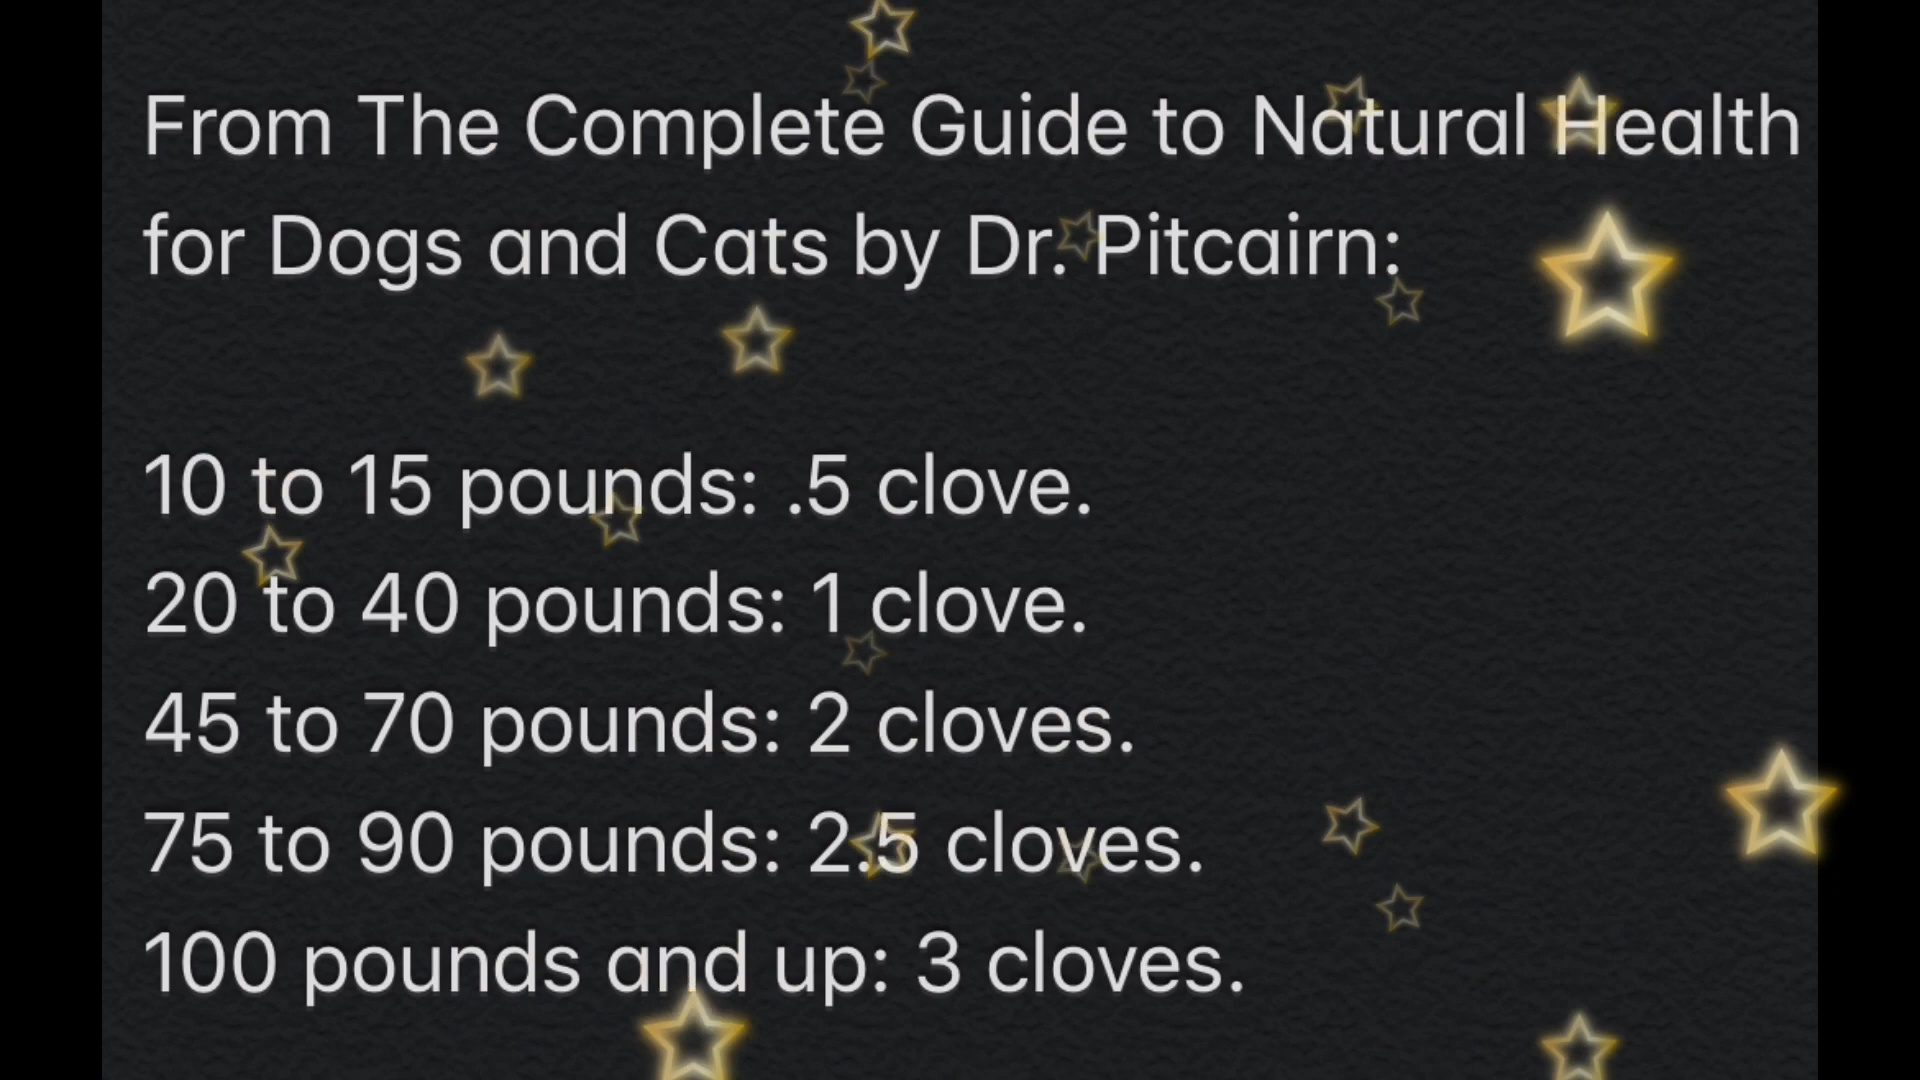 From The Complete Guide to Natural Health
for Dogs and Cats by Dr. Pitcairn:
10 to 15 pounds: .5 clove.
20 to 40 pounds: 1 clove.
45 to 70 pounds: 2 cloves.
75 to 90 pounds: 2.5 cloves.
100 pounds and up: 3 cloves.